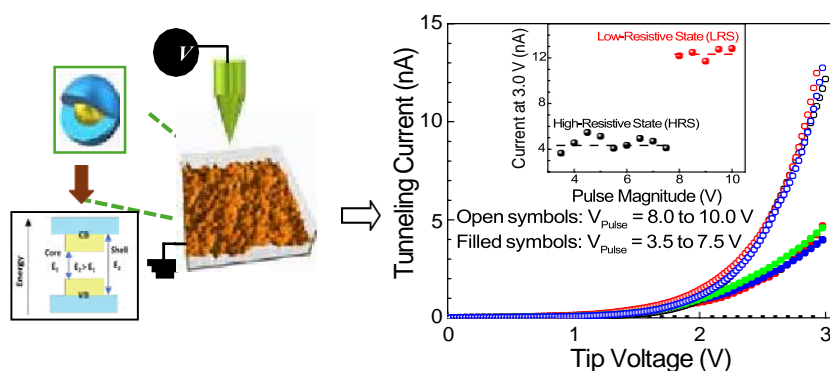 V
CB
Core
Shell
E₁
E₂> E₁
E₂
VB
Energy
Tunneling Current (nA)
15
10
5
0
0
1
2
3
Tip Voltage (V)
Current at 3.0 V (nA)
12
8
4
4
6
8
10
Pulse Magnitude (V)
Low-Resistive State (LRS)
High-Resistive State (HRS)
Open symbols: V_Pulse = 8.0 to 10.0 V
Filled symbols: V_Pulse = 3.5 to 7.5 V